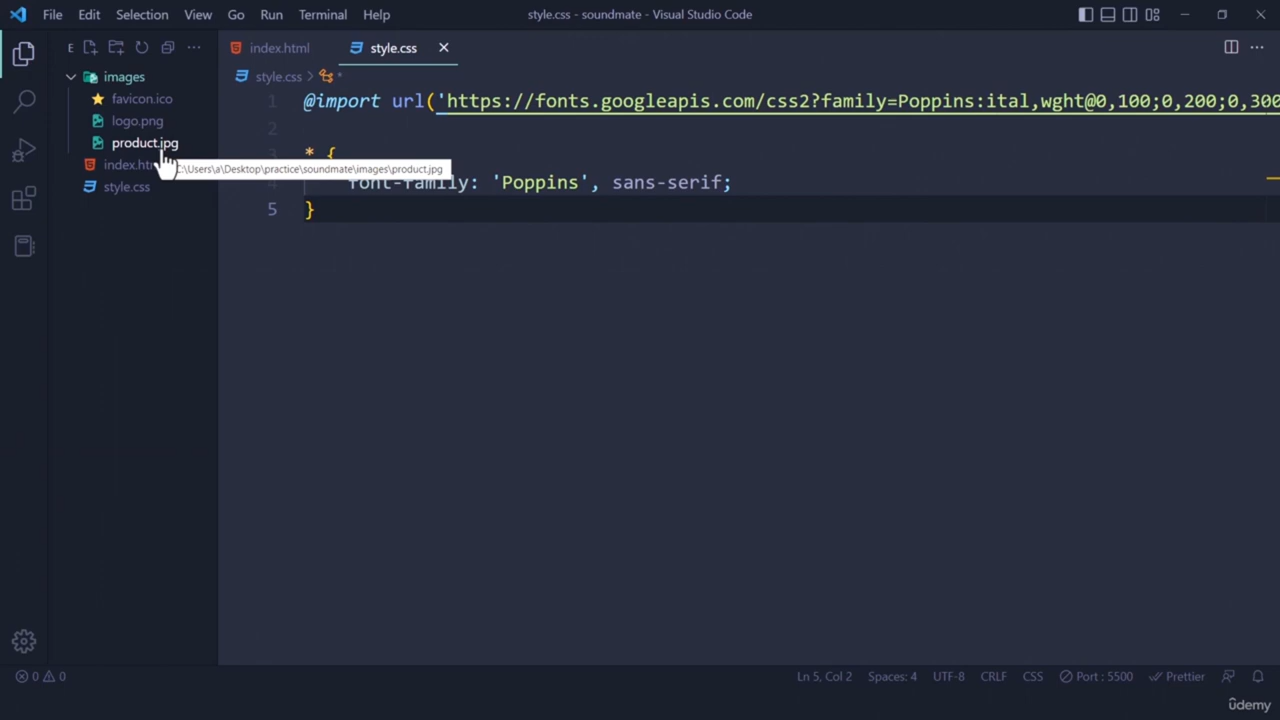 File Edit Selection View Go Run Terminal Help
style.css - soundmate - Visual Studio Code
E
index.html
style.css
images
favicon.ico
logo.png
product.jpg
index.htm
style.css
C:\Users\a\Desktop\practice\soundmate\images\product.jpg
style.css > *
1 @import url('https://fonts.googleapis.com/css2?family=Poppins:ital,wght@0,100;0,200;0,300
2
3 * {
4 font-family: 'Poppins', sans-serif;
5 }
0 0
Ln 5, Col 2 Spaces: 4 UTF-8 CRLF CSS Port : 5500 Prettier
ûdemy